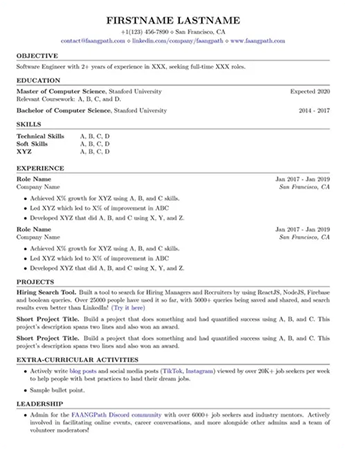 FIRSTNAME LASTNAME
+1(123) 456-7890 ⋄ San Francisco, CA
contact@faangpath.com ⋄ linkedin.com/company/faangpath ⋄ www.faangpath.com
OBJECTIVE
Software Engineer with 2+ years of experience in XXX, seeking full-time XXX roles.
EDUCATION
Master of Computer Science, Stanford University Expected 2020
Relevant Coursework: A, B, C, and D.
Bachelor of Computer Science, Stanford University 2014 - 2017
SKILLS
Technical Skills A, B, C, D
Soft Skills A, B, C, D
XYZ A, B, C, D
EXPERIENCE
Role Name Jan 2017 - Jan 2019
Company Name San Francisco, CA
• Achieved X% growth for XYZ using A, B, and C skills.
• Led XYZ which led to X% of improvement in ABC
• Developed XYZ that did A, B, and C using X, Y, and Z.
Role Name Jan 2017 - Jan 2019
Company Name San Francisco, CA
• Achieved X% growth for XYZ using A, B, and C skills.
• Led XYZ which led to X% of improvement in ABC
• Developed XYZ that did A, B, and C using X, Y, and Z.
PROJECTS
Hiring Search Tool. Built a tool to search for Hiring Managers and Recruiters by using ReactJS, NodeJS, Firebase
and boolean queries. Over 25000 people have used it so far, with 5000+ queries being saved and shared, and search
results even better than LinkedIn! (Try it here)
Short Project Title. Build a project that does something and had quantified success using A, B, and C. This
project's description spans two lines and also won an award.
Short Project Title. Build a project that does something and had quantified success using A, B, and C. This
project's description spans two lines and also won an award.
EXTRA-CURRICULAR ACTIVITIES
• Actively write blog posts and social media posts (TikTok, Instagram) viewed by over 20K+ job seekers per week
to help people with best practices to land their dream jobs.
• Sample bullet point.
LEADERSHIP
• Admin for the FAANGPath Discord community with over 6000+ job seekers and industry mentors. Actively
involved in facilitating online events, career conversations, and more alongside other admins and a team of
volunteer moderators!